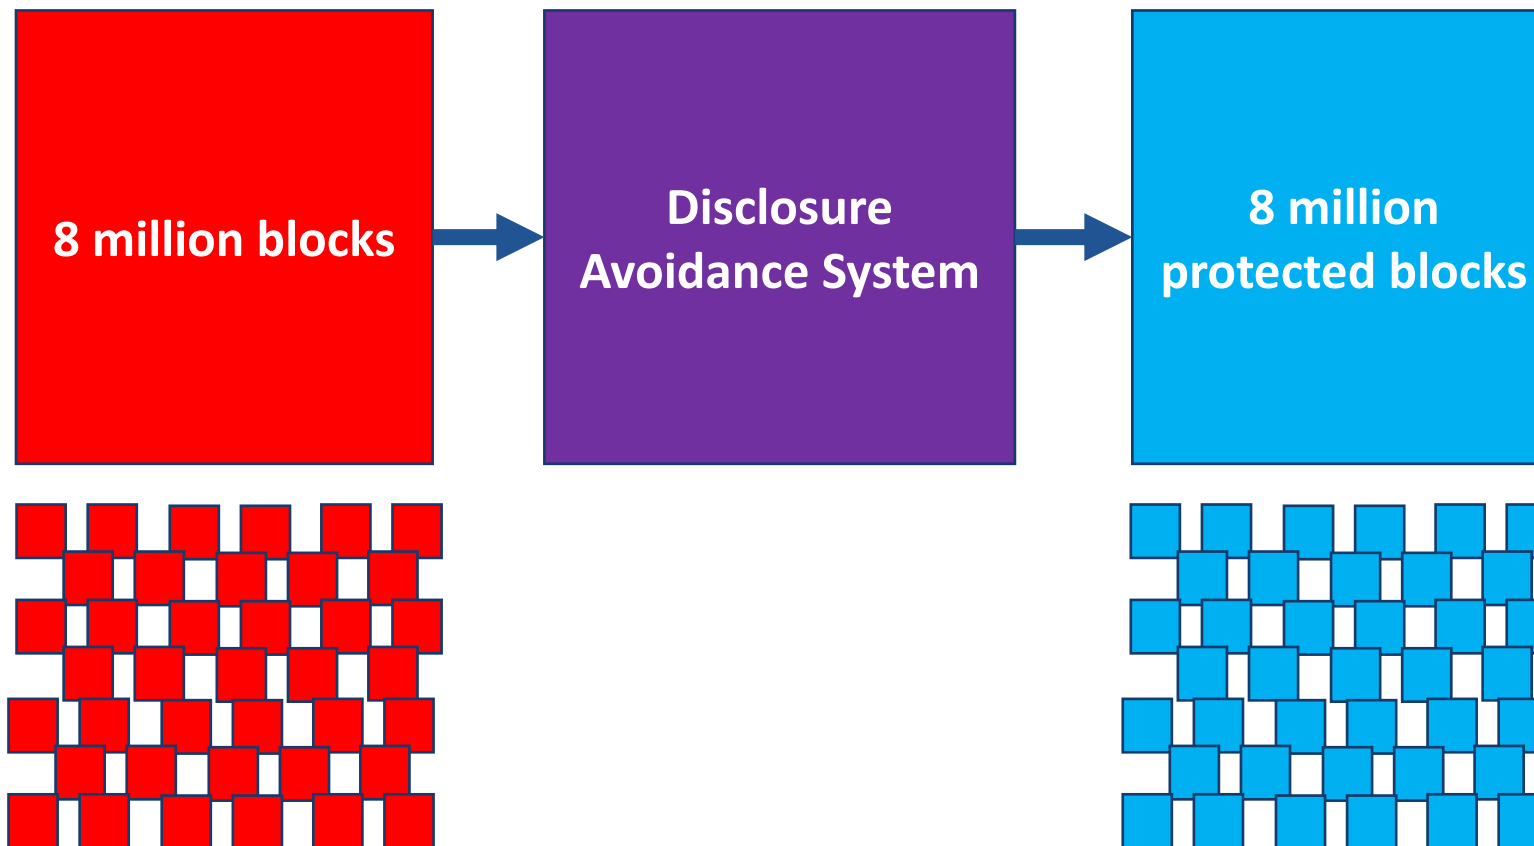 8 million blocks
Disclosure
Avoidance System
8 million
protected blocks